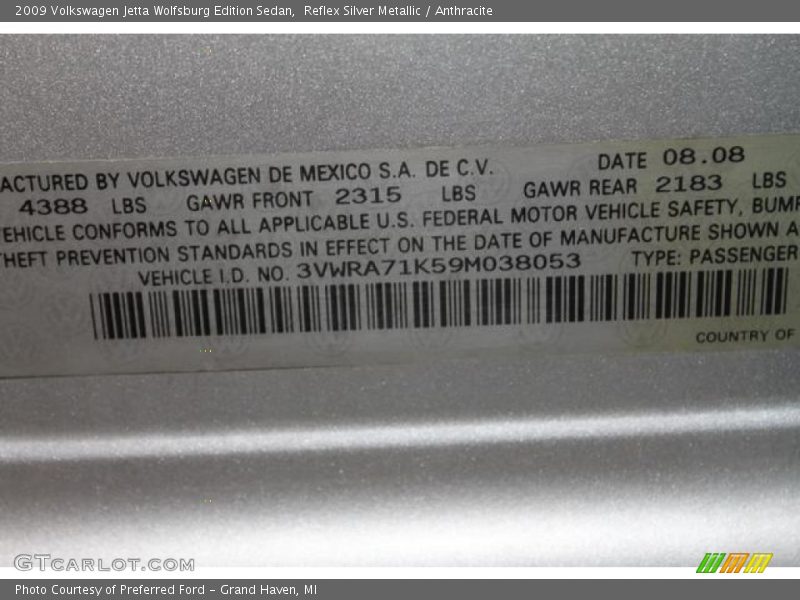 2009 Volkswagen Jetta Wolfsburg Edition Sedan,  Reflex Silver Metallic / Anthracite
ACTURED BY VOLKSWAGEN DE MEXICO S.A. DE C.V. DATE 08.08
4388 LBS GAWR FRONT 2315 LBS GAWR REAR 2183 LBS
EHICLE CONFORMS TO ALL APPLICABLE U.S. FEDERAL MOTOR VEHICLE SAFETY, BUMP
HEFT PREVENTION STANDARDS IN EFFECT ON THE DATE OF MANUFACTURE SHOWN A
VEHICLE I.D. NO. 3VWRA71K59M038053 TYPE: PASSENGER
COUNTRY OF
GTCARLOT.COM
Photo Courtesy of Preferred Ford – Grand Haven, MI